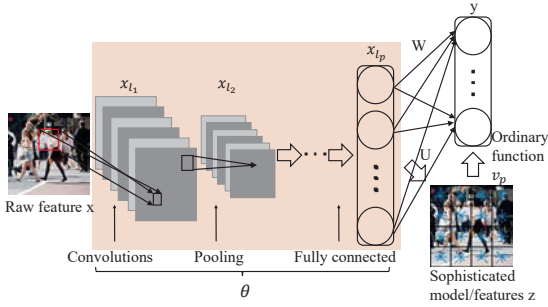 y
W
x_{l_p}
x_{l_1}
x_{l_2}
Ordinary
function
v_p
U
Raw feature x
Convolutions
Pooling
Fully connected
Sophisticated
model/features z
θ